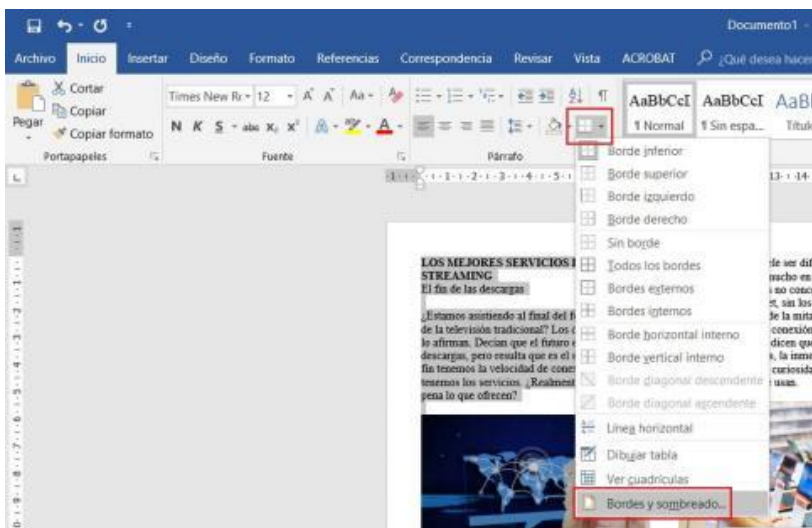 Documento1 -
Archivo Inicio Insertar Diseño Formato Referencias Correspondencia Revisar Vista ACROBAT ¿Qué desea hacer
Pegar
Cortar
Copiar
Copiar formato
Portapapeles
Times New Ro 12
N K S abc X₂ X²
Fuente
Párrafo
AaBbCcI AaBbCcI AaBb
¶ Normal ¶ Sin espa... Títul
Borde inferior
Borde superior
Borde izquierdo
Borde derecho
Sin borde
Todos los bordes
Bordes externos
Bordes internos
Borde horizontal interno
Borde vertical interno
Borde diagonal descendente
Borde diagonal ascendente
Línea horizontal
Dibujar tabla
Ver cuadrículas
Bordes y sombreado...
LOS MEJORES SERVICIOS
STREAMING
El fin de las descargas
¿Estamos asistiendo al final del
de la televisión tradicional? Los
lo afirman. Decían que el futuro
descargas, pero resulta que es el
fin tenemos la velocidad de
tenemos los servicios. ¿Realment
pena lo que ofrecen?